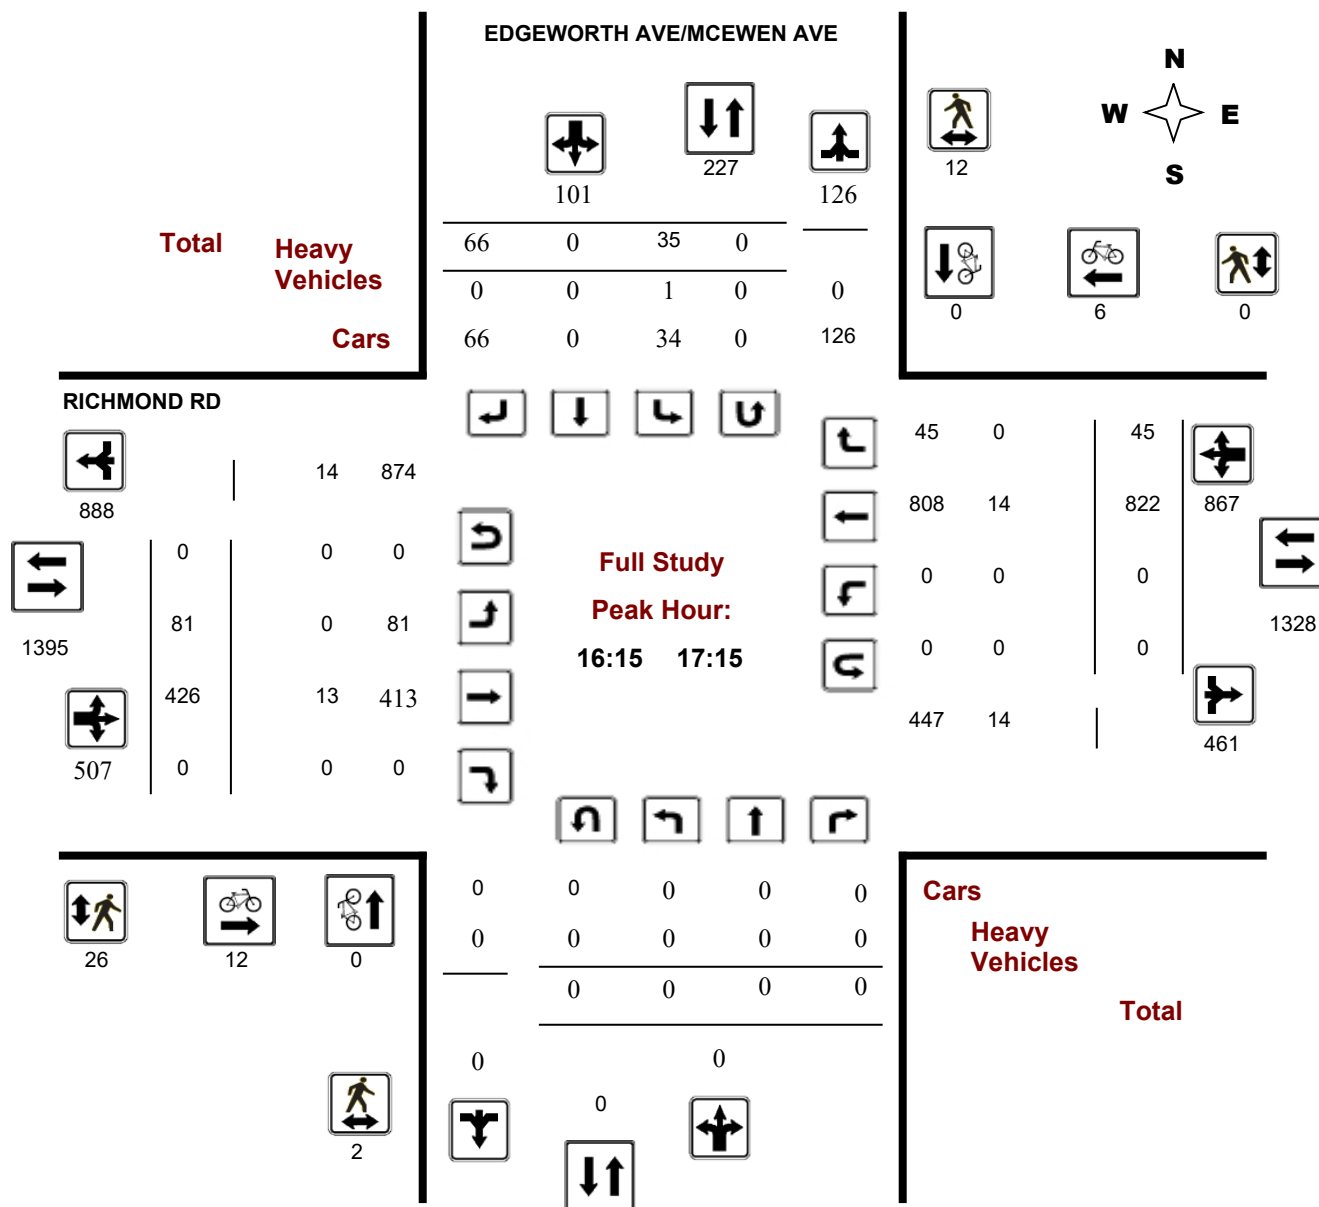 EDGEWORTH AVE/MCEWEN AVE
N
W E
S
227
12
101 126
Total Heavy Vehicles
66 0 35 0
0 0 1 0 0
0 6 0
Cars 66 0 34 0 126
RICHMOND RD
45 0 45
14 874
888
808 14 822 867
0 0 0
Full Study
0 0 0
Peak Hour:
81 0 81
1328
1395
16:15 17:15
0 0 0
426 13 413
447 14
461
507 0 0 0
0 0 0 0 0
Cars
0 0 0 0 0
Heavy Vehicles
26 12 0
0 0 0 0
Total
0 0
0
2